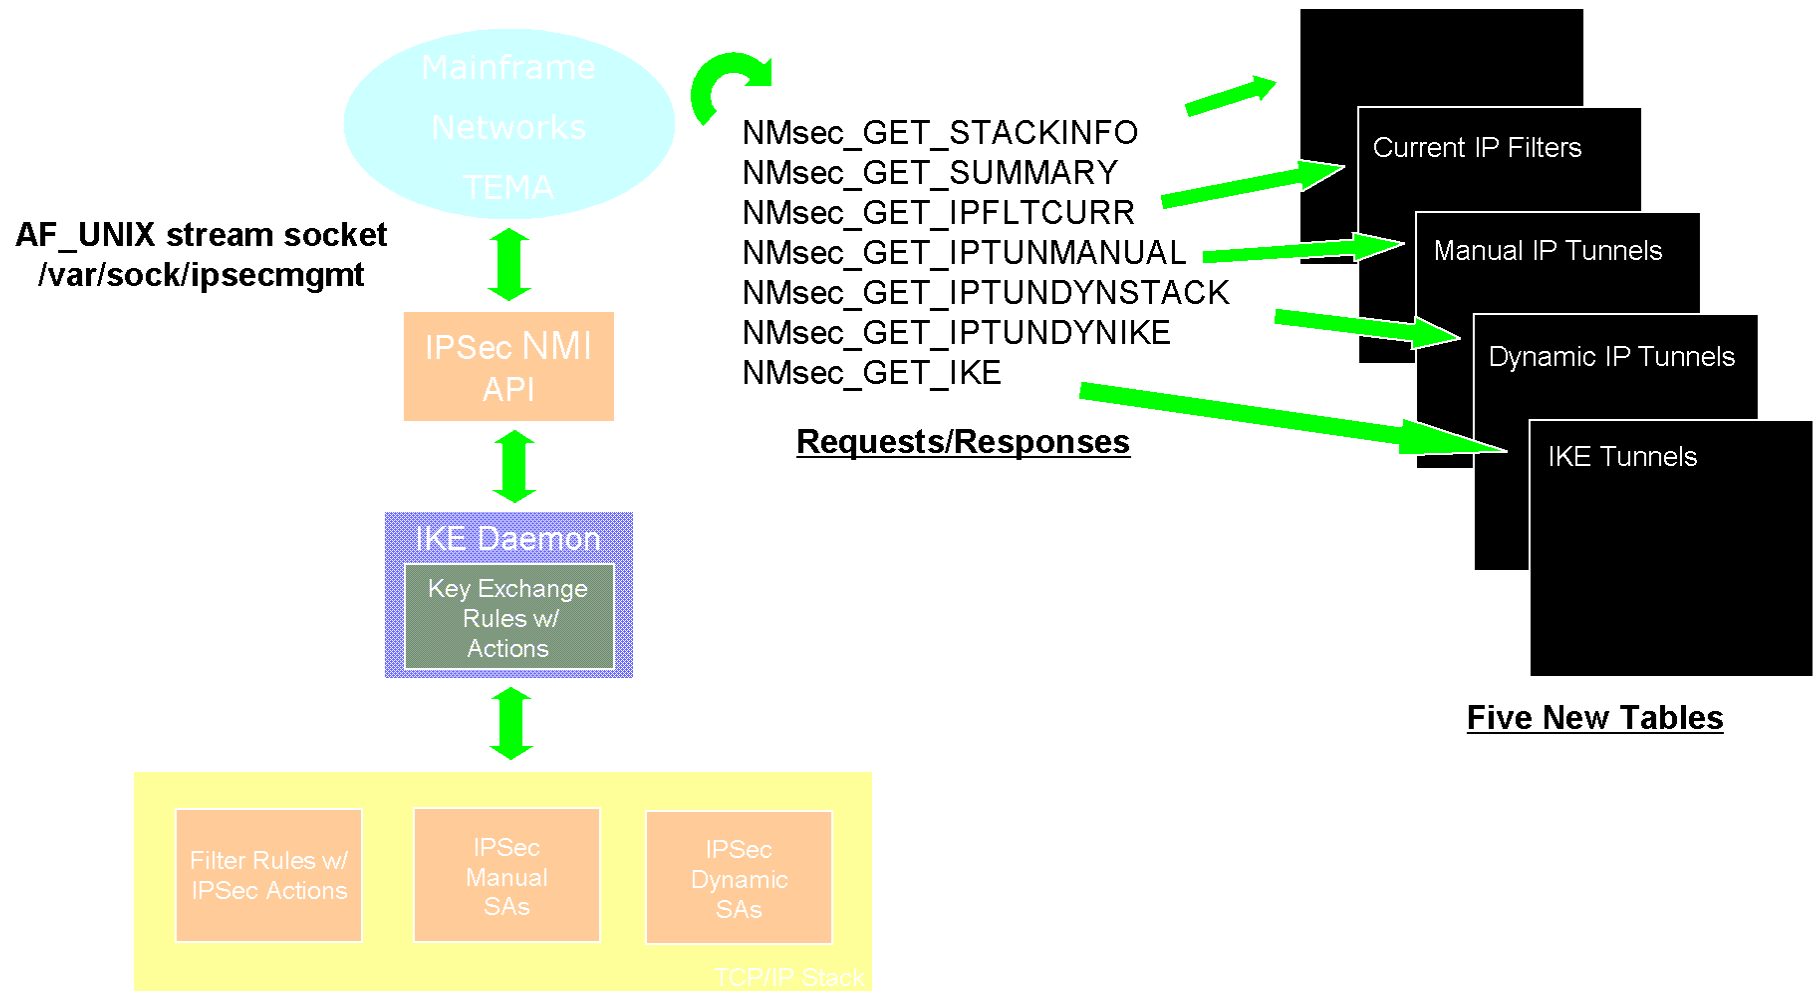 Mainframe
Networks
TEMA
AF_UNIX stream socket
/var/sock/ipsecmgmt
IPSec NMI
API
IKE Daemon
Key Exchange
Rules w/
Actions
Filter Rules w/
IPSec Actions
IPSec
Manual
SAs
IPSec
Dynamic
SAs
TCP/IP Stack
NMsec_GET_STACKINFO
NMsec_GET_SUMMARY
NMsec_GET_IPFLTCURR
NMsec_GET_IPTUNMANUAL
NMsec_GET_IPTUNDYNSTACK
NMsec_GET_IPTUNDYNIKE
NMsec_GET_IKE
Requests/Responses
Current IP Filters
Manual IP Tunnels
Dynamic IP Tunnels
IKE Tunnels
Five New Tables